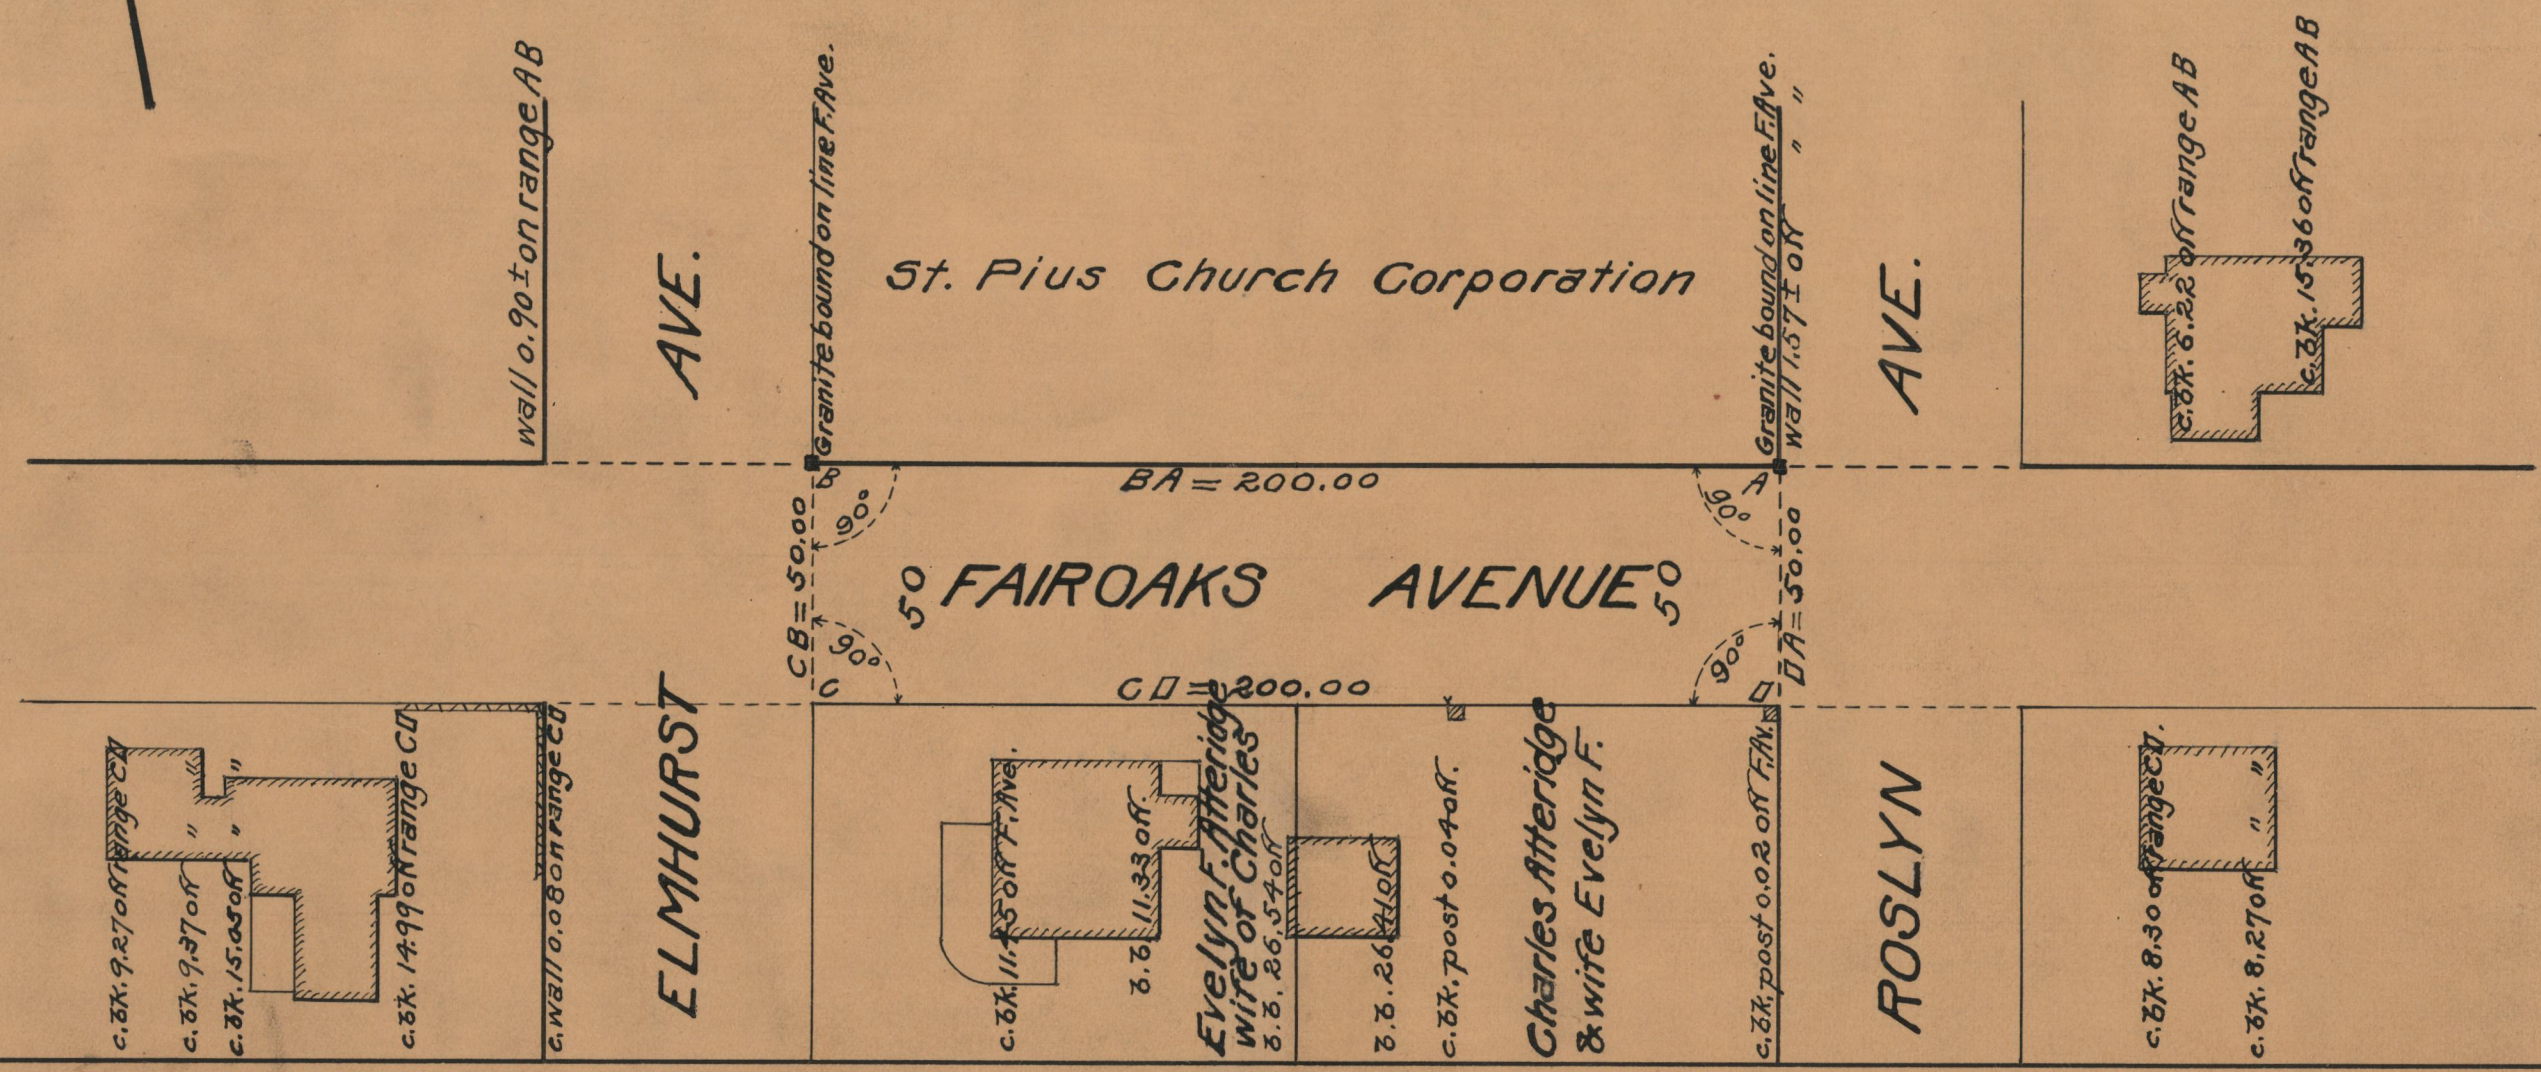 wall 0.90± on range AB
AVE.
Granite bound on line F. Ave.
St. Pius Church Corporation
Granite bound on line F. Ave.
wall 1.57± off " "
AVE.
c. bk. 6.22 off range AB
c. bk. 15.36 off range AB
B
BA = 200.00
A
90°
90°
CB = 50.00
50
FAIROAKS AVENUE
50
DA = 50.00
90°
90°
C
CD = 200.00
D
c. bk. 9.27 off range CD
c. bk. 9.37 off " "
c. bk. 15.05 off " "
c. bk. 14.99 off range CD
c. wall 0.08 on range CD
ELMHURST
c. bk. 11.45 off F. Ave.
b. b. 11.33 off.
Evelyn F. Atteridge
wife of Charles
b. b. 26.54 off
b. b. 26.41 off
c. bk. post 0.04 off.
Charles Atteridge
& wife Evelyn F.
c. bk. post 0.02 off F. Av.
ROSLYN
c. bk. 8.30 off range CD.
c. bk. 8.27 off " "